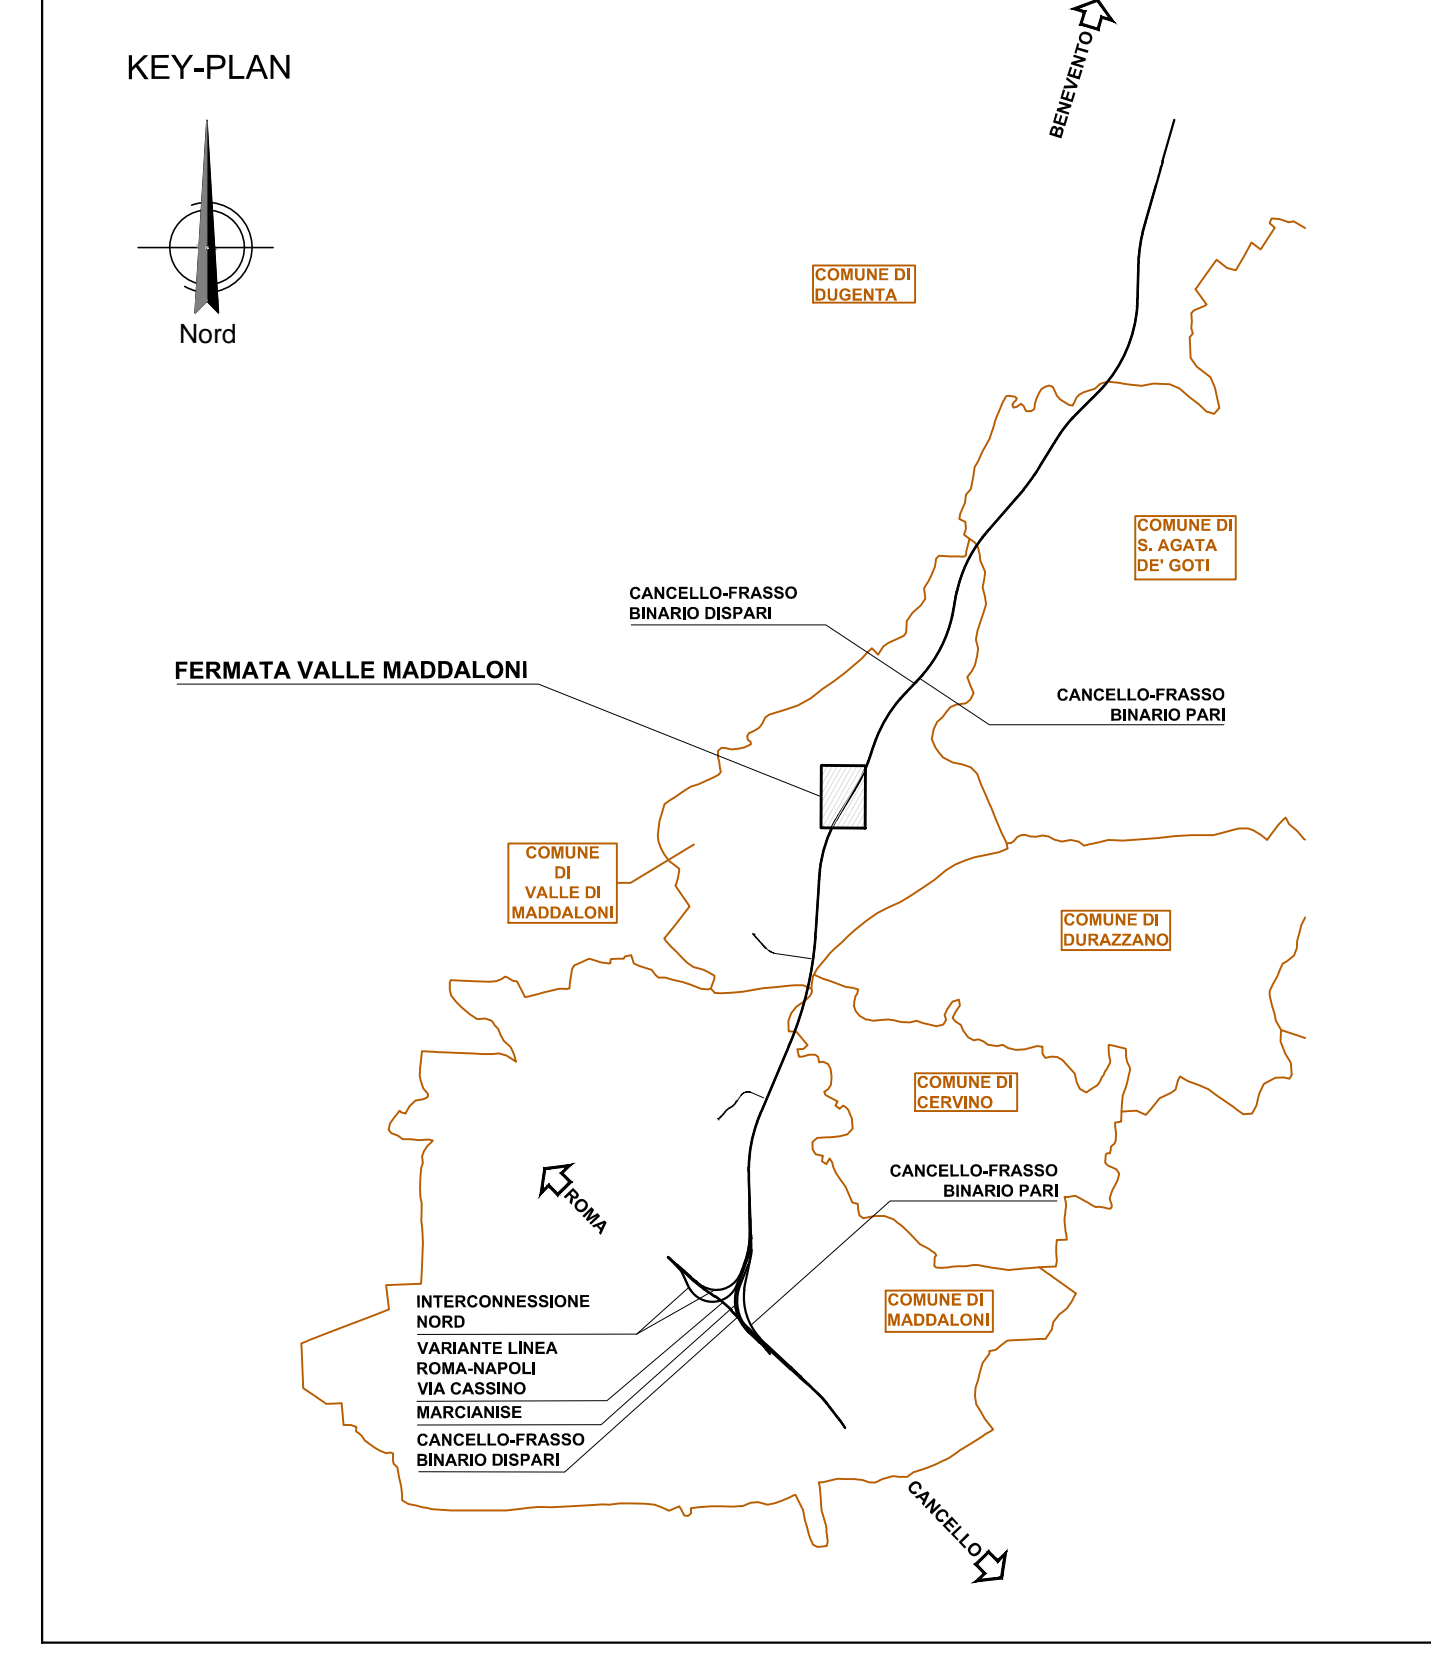 KEY-PLAN
BENEVENTO
Nord
COMUNE DI
DUGENTA
COMUNE DI
S. AGATA
DE' GOTI
CANCELLO-FRASSO
BINARIO DISPARI
FERMATA VALLE MADDALONI
CANCELLO-FRASSO
BINARIO PARI
COMUNE
DI
VALLE DI
MADDALONI
COMUNE DI
DURAZZANO
COMUNE DI
CERVINO
CANCELLO-FRASSO
BINARIO PARI
ROMA
INTERCONNESSIONE
NORD
VARIANTE LINEA
ROMA-NAPOLI
VIA CASSINO
MARCIANISE
CANCELLO-FRASSO
BINARIO DISPARI
COMUNE DI
MADDALONI
CANCELLO